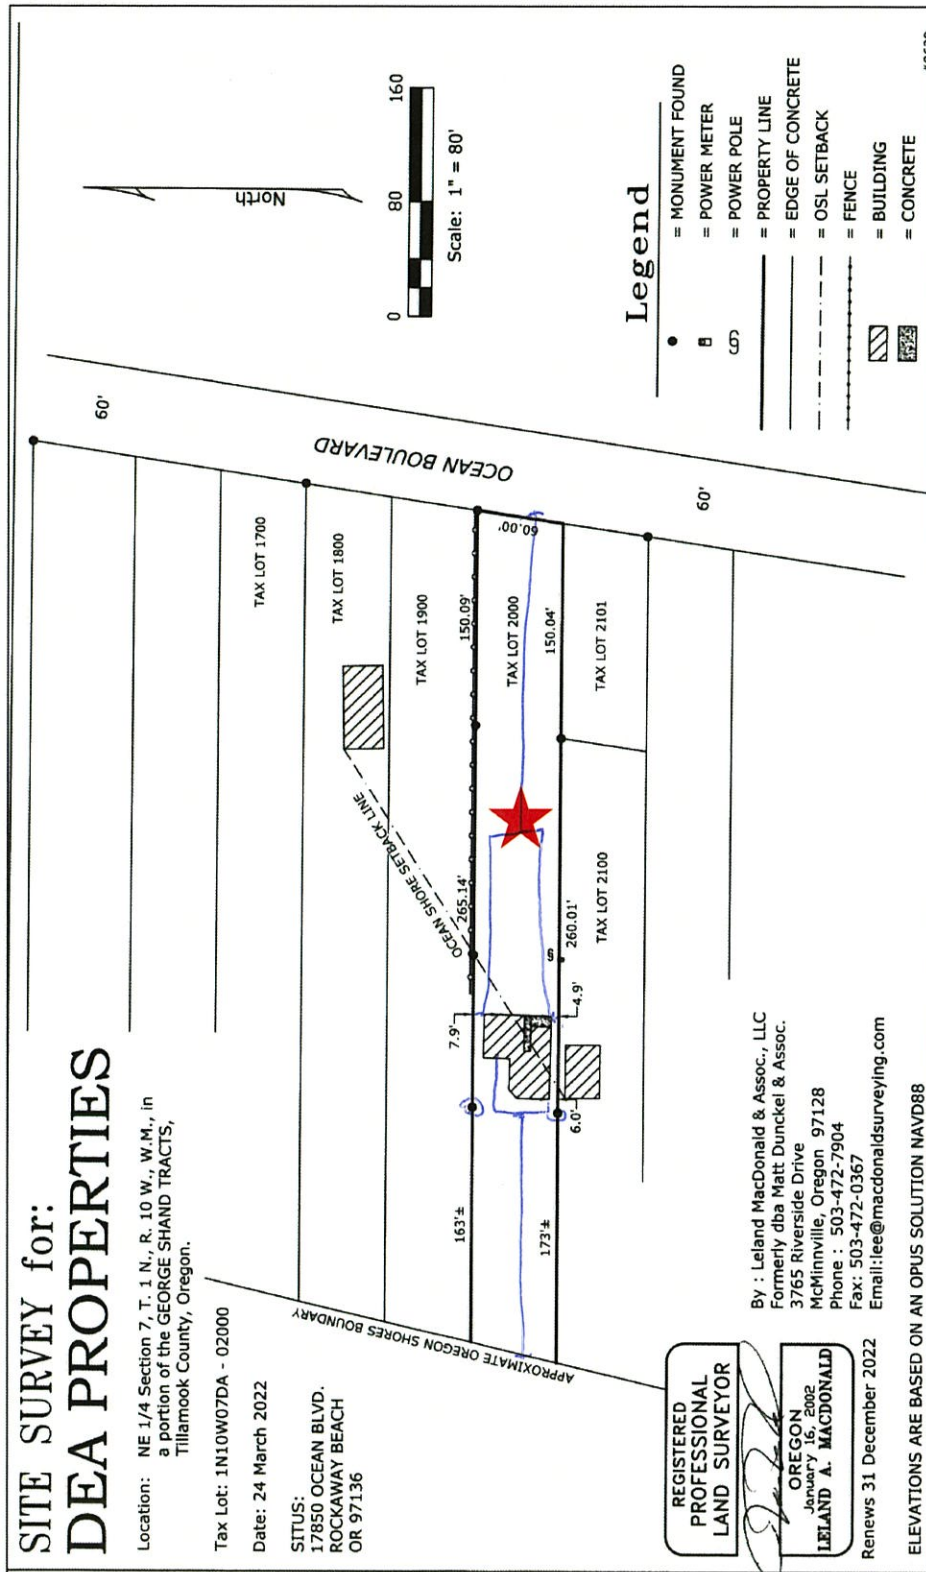 SITE SURVEY for:
DEA PROPERTIES
Location: NE 1/4 Section 7, T. 1 N., R. 10 W., W.M., in
a portion of the GEORGE SHAND TRACTS,
Tillamook County, Oregon.
Tax Lot: 1N10W07DA - 02000
Date: 24 March 2022
SITUS:
17850 OCEAN BLVD.
ROCKAWAY BEACH
OR 97136
North
0
80
160
Scale: 1" = 80'
60'
OCEAN BOULEVARD
60'
TAX LOT 1700
TAX LOT 1800
TAX LOT 1900
TAX LOT 2000
TAX LOT 2101
TAX LOT 2100
150.09'
60.00'
150.04'
265.14'
260.01'
OCEAN SHORE SETBACK LINE
7.9'
4.9'
6.0'
163'±
173'±
APPROXIMATE OREGON SHORES BOUNDARY
Legend
= MONUMENT FOUND
= POWER METER
= POWER POLE
= PROPERTY LINE
= EDGE OF CONCRETE
= OSL SETBACK
= FENCE
= BUILDING
= CONCRETE
REGISTERED
PROFESSIONAL
LAND SURVEYOR
OREGON
January 16, 2002
LELAND A. MACDONALD
Renews 31 December 2022
By : Leland MacDonald & Assoc., LLC
Formerly dba Matt Dunckel & Assoc.
3765 Riverside Drive
McMinnville, Oregon 97128
Phone : 503-472-7904
Fax: 503-472-0367
Email:lee@macdonaldsurveying.com
ELEVATIONS ARE BASED ON AN OPUS SOLUTION NAVD88